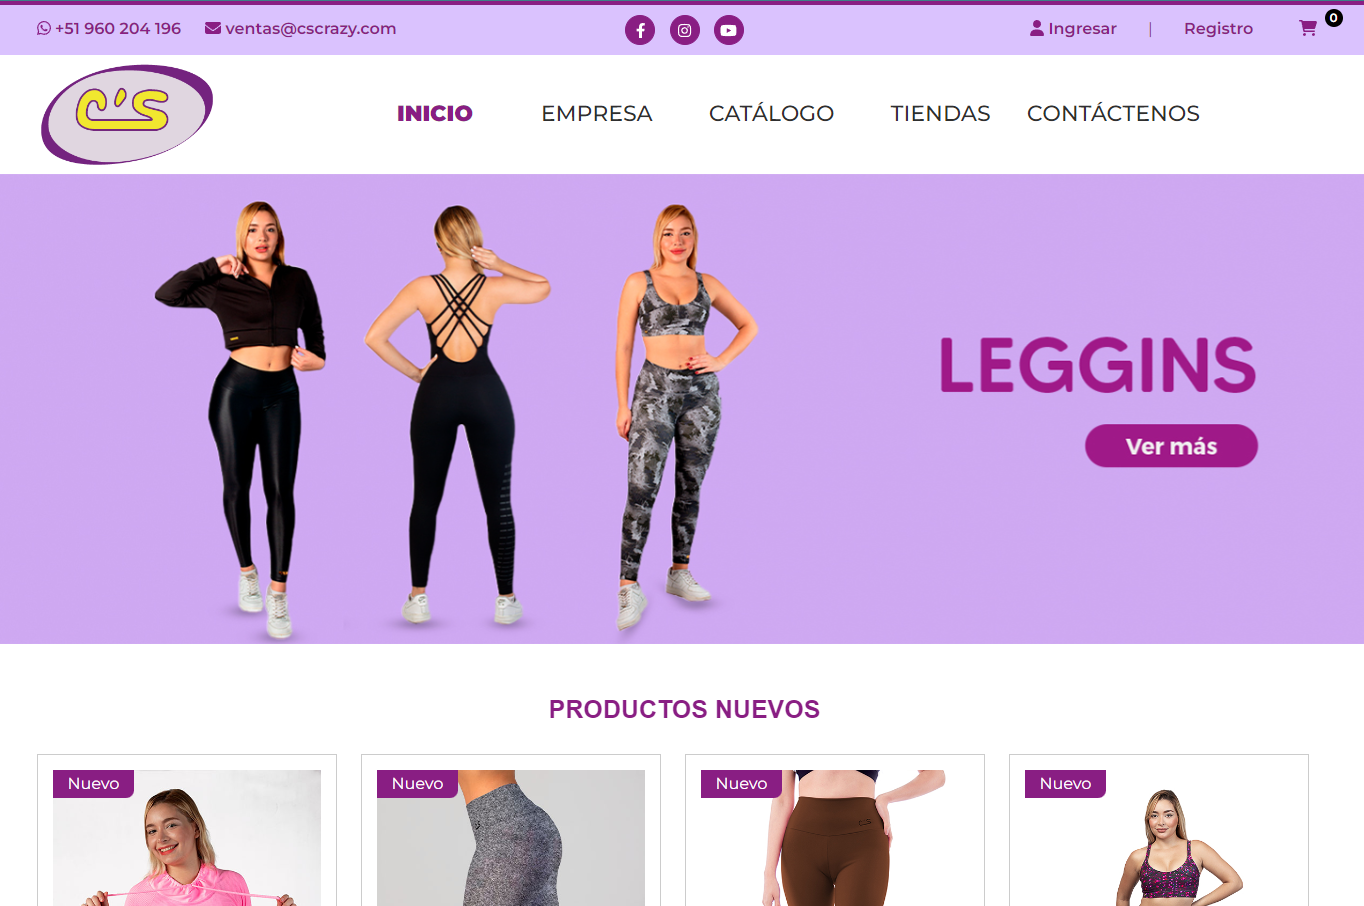 +51 960 204 196
ventas@cscrazy.com
Ingresar | Registro
0
C'S
INICIO
EMPRESA
CATÁLOGO
TIENDAS
CONTÁCTENOS
LEGGINS
Ver más
PRODUCTOS NUEVOS
Nuevo
Nuevo
Nuevo
Nuevo